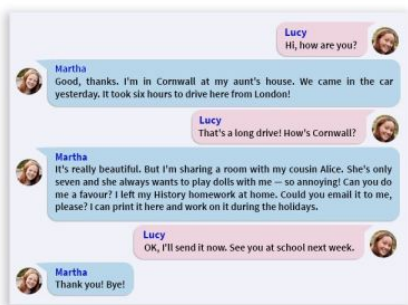 Lucy
Hi, how are you?
Martha
Good, thanks. I'm in Cornwall at my aunt's house. We came in the car
yesterday. It took six hours to drive here from London!
Lucy
That's a long drive! How's Cornwall?
Martha
It's really beautiful. But I'm sharing a room with my cousin Alice. She's only
seven and she always wants to play dolls with me — so annoying! Can you do
me a favour? I left my History homework at home. Could you email it to me,
please? I can print it here and work on it during the holidays.
Lucy
OK, I'll send it now. See you at school next week.
Martha
Thank you! Bye!